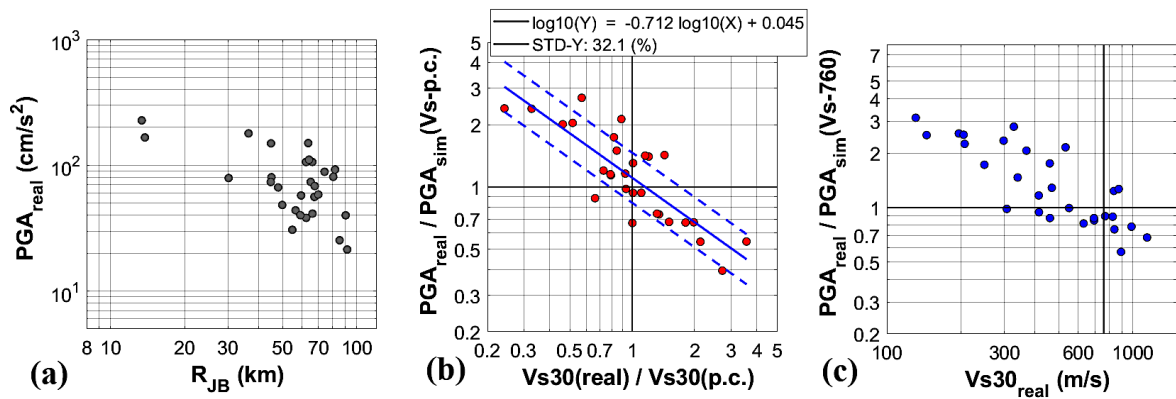 PGA_real (cm/s²)
10³
10²
10¹
8 10 20 30 50 70 100
R_JB (km)
(a)
log10(Y) = -0.712 log10(X) + 0.045
STD-Y: 32.1 (%)
PGA_real / PGA_sim(Vs-p.c.)
5
4
3
2
1
0.7
0.5
0.3
0.2
0.2 0.3 0.5 0.7 1 2 3 4 5
Vs30(real) / Vs30(p.c.)
(b)
PGA_real / PGA_sim(Vs-760)
7
5
4
3
2
1
0.7
0.5
0.3
0.2
100 300 600 1000
Vs30_real (m/s)
(c)